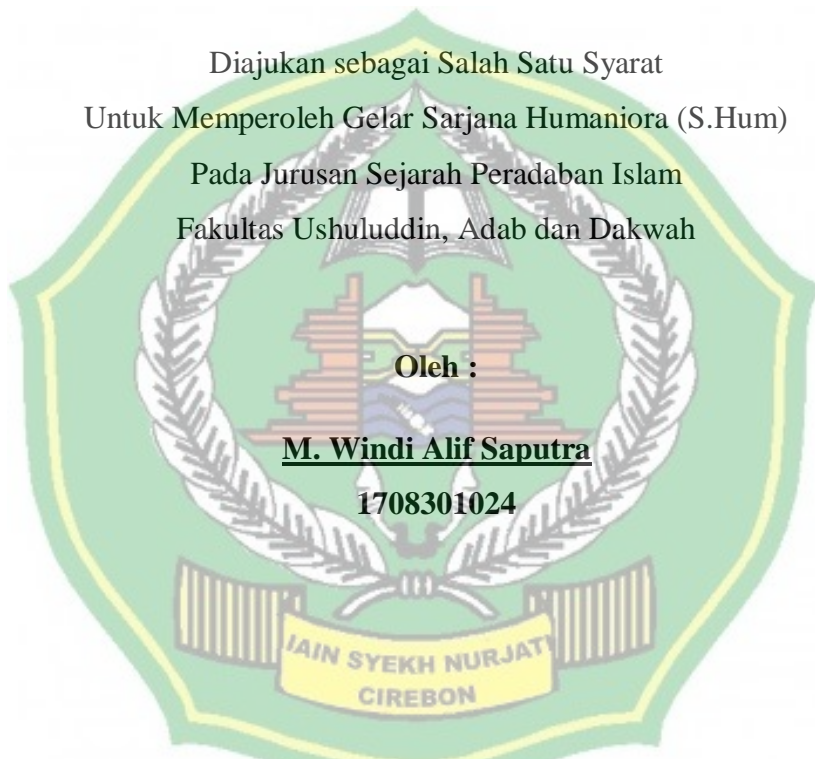 Diajukan sebagai Salah Satu Syarat
Untuk Memperoleh Gelar Sarjana Humaniora (S.Hum)
Pada Jurusan Sejarah Peradaban Islam
Fakultas Ushuluddin, Adab dan Dakwah
Oleh :
M. Windi Alif Saputra
1708301024
IAIN SYEKH NURJATI
CIREBON